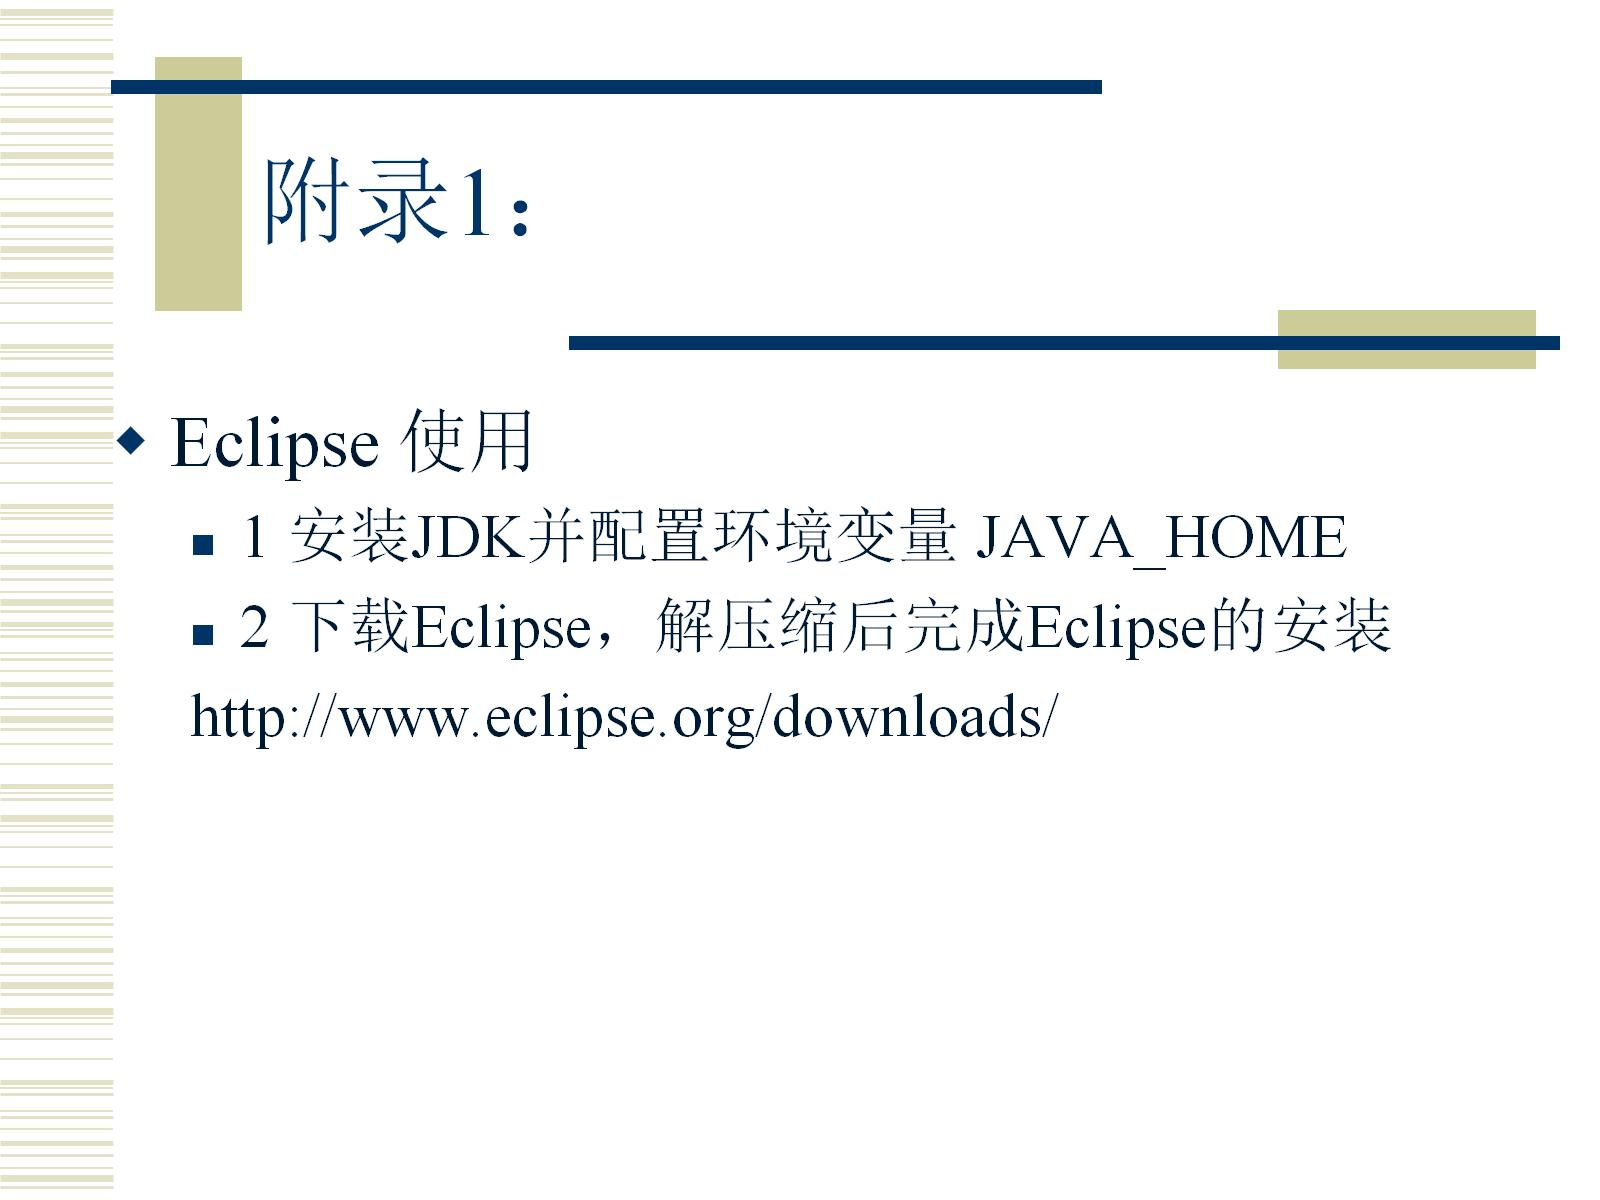 附录1：
Eclipse 使用
1 安装JDK并配置环境变量 JAVA_HOME
2 下载Eclipse，解压缩后完成Eclipse的安装
http://www.eclipse.org/downloads/